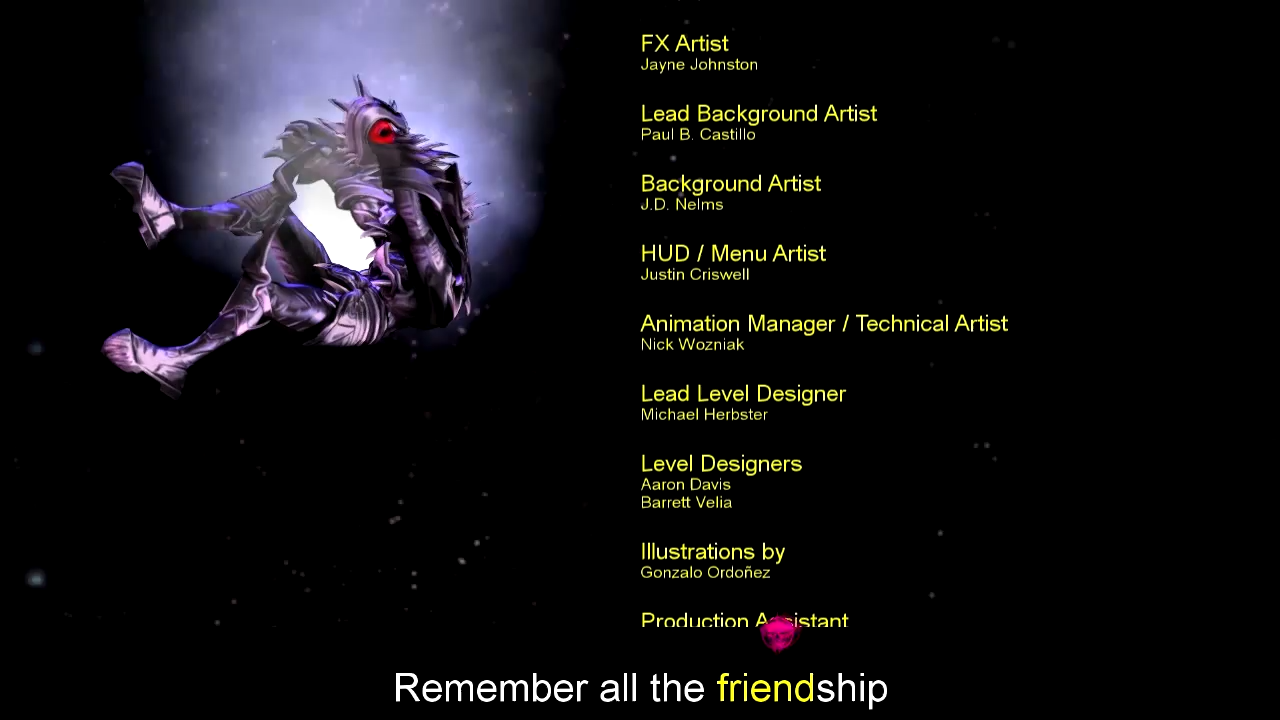 FX Artist
Jayne Johnston
Lead Background Artist
Paul B. Castillo
Background Artist
J.D. Nelms
HUD / Menu Artist
Justin Criswell
Animation Manager / Technical Artist
Nick Wozniak
Lead Level Designer
Michael Herbster
Level Designers
Aaron Davis
Barrett Velia
Illustrations by
Gonzalo Ordoñez
Production Assistant
Remember all the friendship